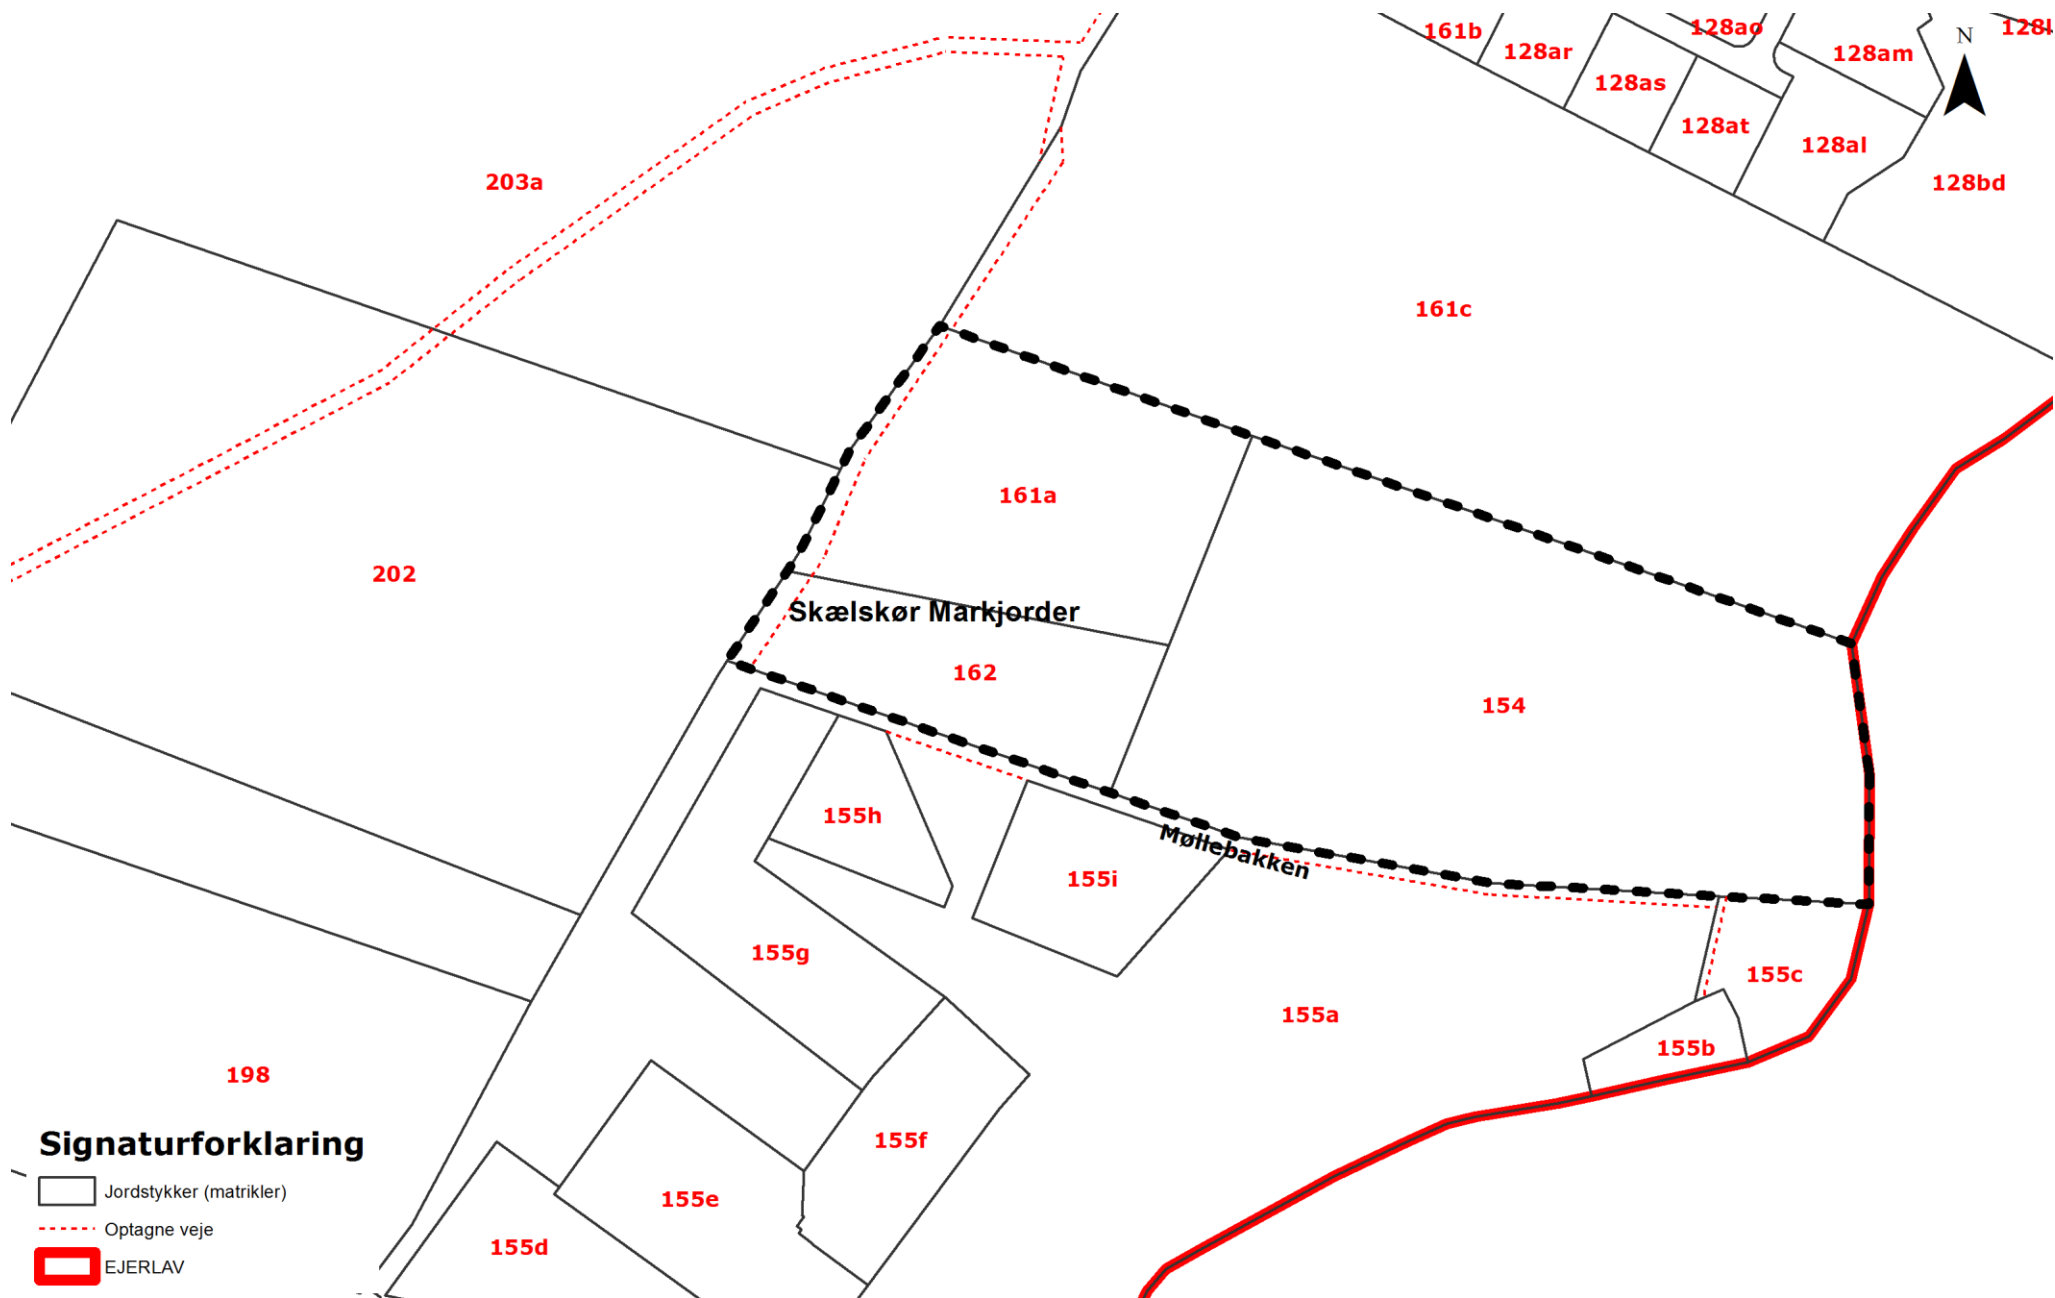 161b
128ao
128ar
128am
N
128as
128at
128al
128bd
203a
161c
161a
202
Skælskør Markjorder
162
154
155h
Møllebakken
155i
155g
155c
155a
155b
198
155f
155e
155d
Signaturforklaring
Jordstykker (matrikler)
Optagne veje
EJERLAV